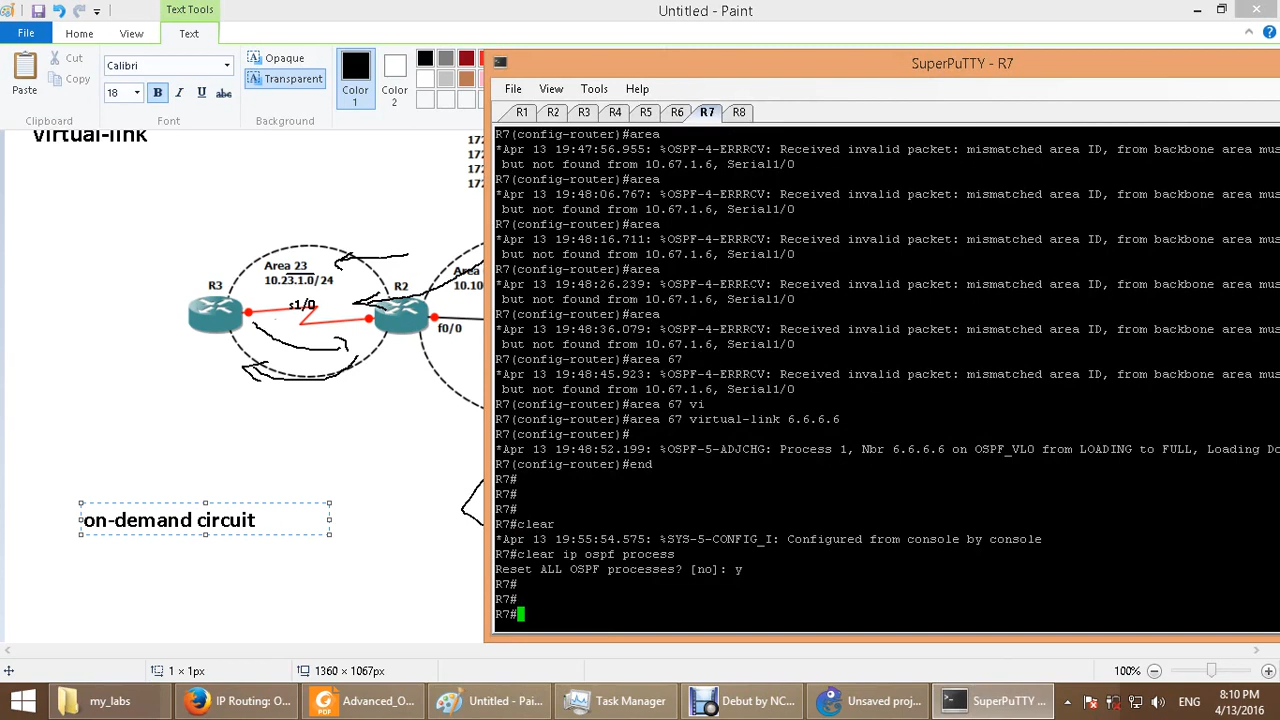 Text Tools
Untitled - Paint
File
Home
View
Text
Paste
Cut
Copy
Clipboard
Calibri
18
B
I
U
abc
Font
Opaque
Transparent
Background
Color
1
Color
2
virtual-link
172
172
172
172
Area 23
10.23.1.0/24
R3
s1/0
R2
f0/0
Area
10.10
on-demand circuit
SuperPuTTY - R7
File View Tools Help
R1 R2 R3 R4 R5 R6 R7 R8
R7(config-router)#area
*Apr 13 19:47:56.955: %OSPF-4-ERRRCV: Received invalid packet: mismatched area ID, from backbone area mus
but not found from 10.67.1.6, Serial1/0
R7(config-router)#area
*Apr 13 19:48:06.767: %OSPF-4-ERRRCV: Received invalid packet: mismatched area ID, from backbone area mus
but not found from 10.67.1.6, Serial1/0
R7(config-router)#area
*Apr 13 19:48:16.711: %OSPF-4-ERRRCV: Received invalid packet: mismatched area ID, from backbone area mus
but not found from 10.67.1.6, Serial1/0
R7(config-router)#area
*Apr 13 19:48:26.239: %OSPF-4-ERRRCV: Received invalid packet: mismatched area ID, from backbone area mus
but not found from 10.67.1.6, Serial1/0
R7(config-router)#area
*Apr 13 19:48:36.079: %OSPF-4-ERRRCV: Received invalid packet: mismatched area ID, from backbone area mus
but not found from 10.67.1.6, Serial1/0
R7(config-router)#area 67
*Apr 13 19:48:45.923: %OSPF-4-ERRRCV: Received invalid packet: mismatched area ID, from backbone area mus
but not found from 10.67.1.6, Serial1/0
R7(config-router)#area 67 vi
R7(config-router)#area 67 virtual-link 6.6.6.6
R7(config-router)#
*Apr 13 19:48:52.199: %OSPF-5-ADJCHG: Process 1, Nbr 6.6.6.6 on OSPF_VL0 from LOADING to FULL, Loading Do
R7(config-router)#end
R7#
R7#
R7#
R7#clear
*Apr 13 19:55:54.575: %SYS-5-CONFIG_I: Configured from console by console
R7#clear ip ospf process
Reset ALL OSPF processes? [no]: y
R7#
R7#
R7#
1 × 1px
1360 × 1067px
100%
my_labs
IP Routing: O...
Advanced_O...
Untitled - Paint
Task Manager
Debut by NC...
Unsaved proj...
SuperPuTTY ...
ENG
8:10 PM
4/13/2016